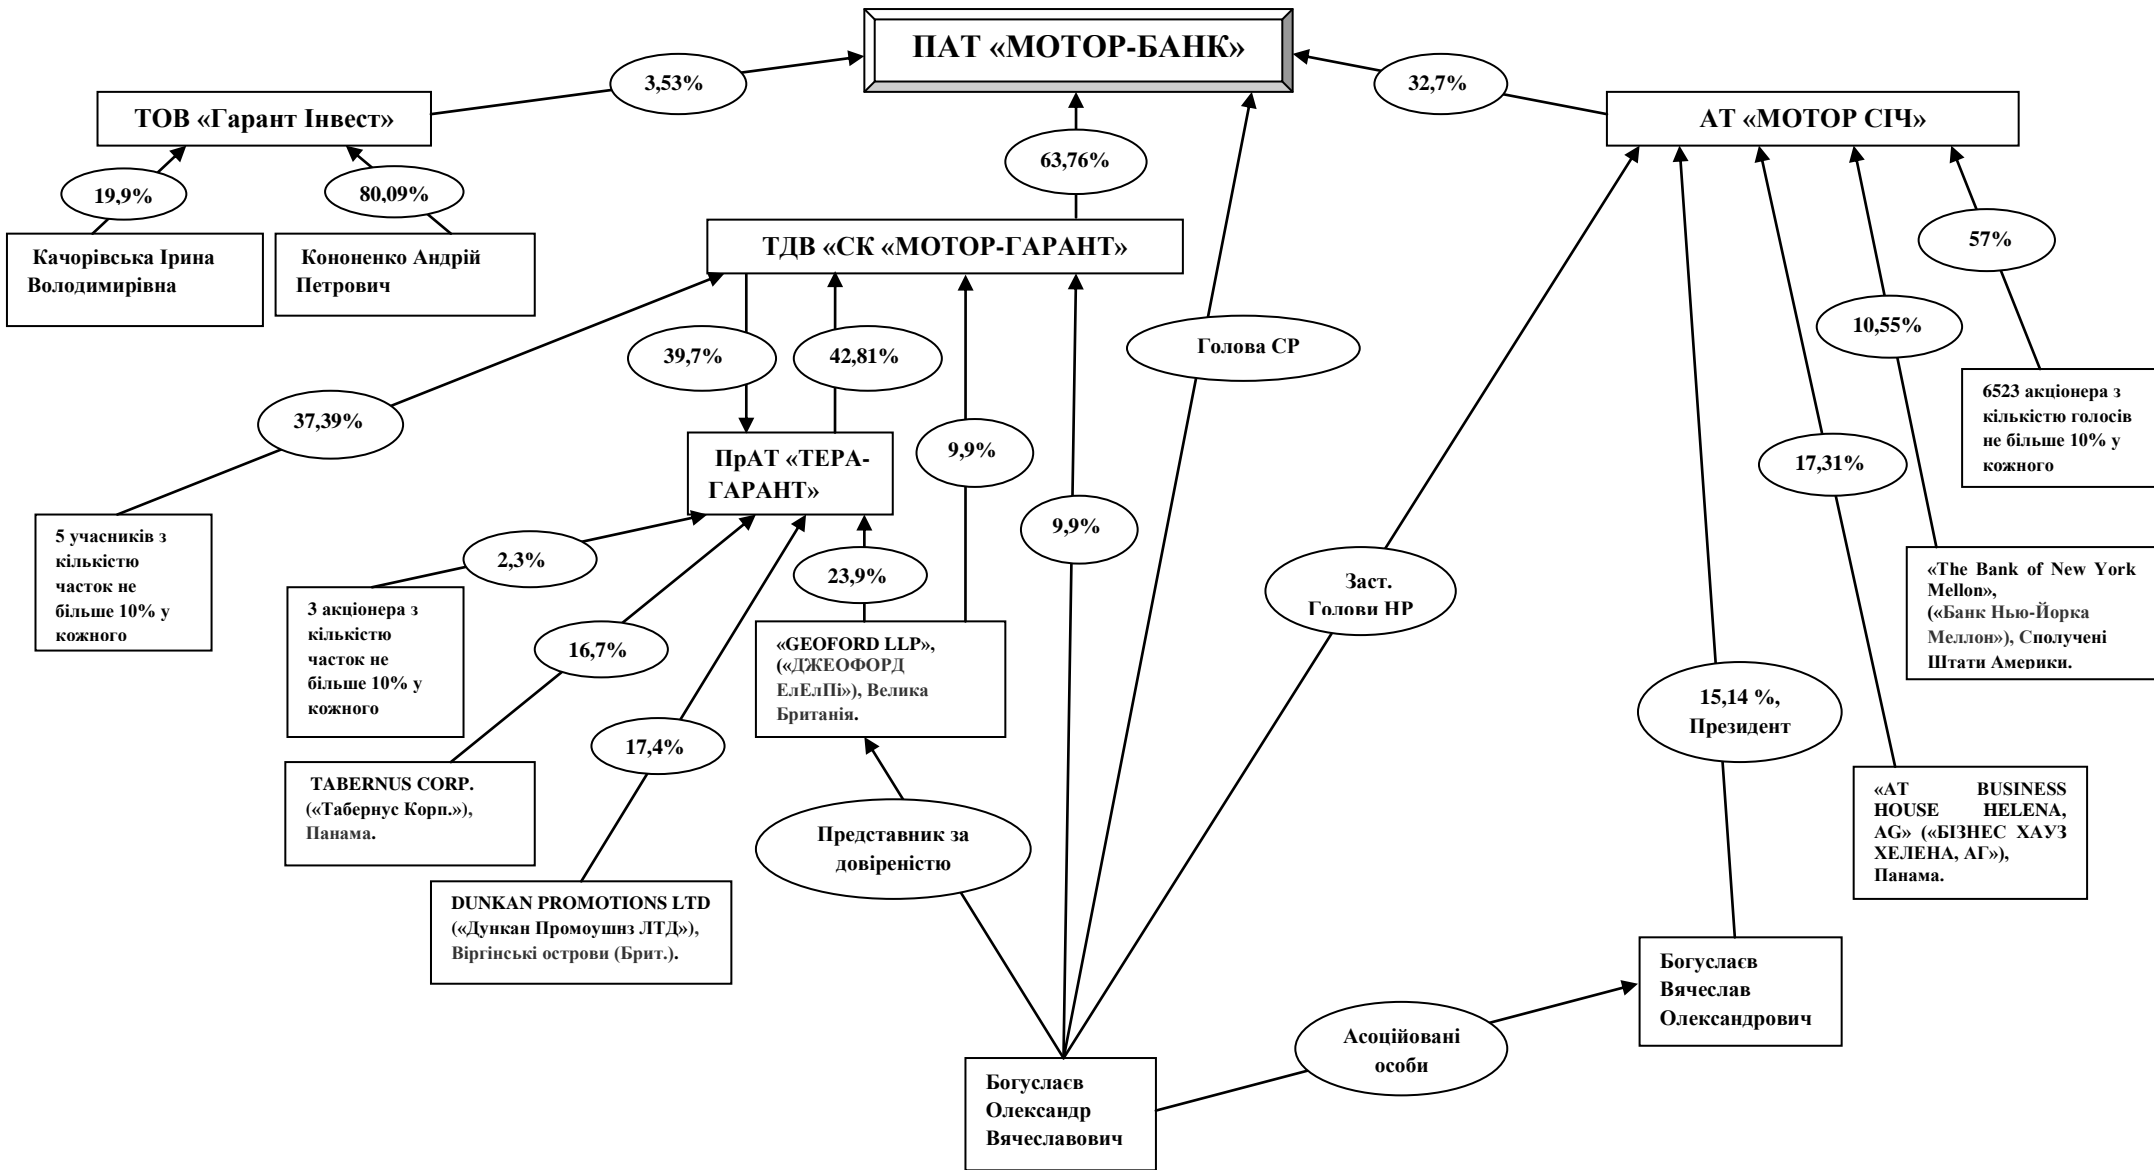 ПАТ «МОТОР-БАНК»
3,53%
32,7%
ТОВ «Гарант Інвест»
АТ «МОТОР СІЧ»
63,76%
19,9%
80,09%
Качорівська Ірина
Володимирівна
Кононенко Андрій
Петрович
ТДВ «СК «МОТОР-ГАРАНТ»
57%
39,7%
42,81%
Голова СР
10,55%
6523 акціонера з
кількістю голосів
не більше 10% у
кожного
37,39%
ПрАТ «ТЕРА-
ГАРАНТ»
9,9%
17,31%
9,9%
5 учасників з
кількістю
часток не
більше 10% у
кожного
2,3%
23,9%
Заст.
Голови НР
«The Bank of New York
Mellon»,
(«Банк Нью-Йорка
Меллон»), Сполучені
Штати Америки.
3 акціонера з
кількістю
часток не
більше 10% у
кожного
16,7%
«GEOFORD LLP»,
(«ДЖЕОФОРД
ЕлЕлПі»), Велика
Британія.
15,14 %,
Президент
17,4%
TABERNUS CORP.
(«Табернус Корп.»),
Панама.
Представник за
довіреністю
«AT BUSINESS
HOUSE HELENA,
AG» («БІЗНЕС ХАУЗ
ХЕЛЕНА, АГ»),
Панама.
DUNKAN PROMOTIONS LTD
(«Дункан Промоушнз ЛТД»),
Віргінські острови (Брит.).
Богуслаєв
Вячеслав
Олександрович
Асоційовані
особи
Богуслаєв
Олександр
Вячеславович